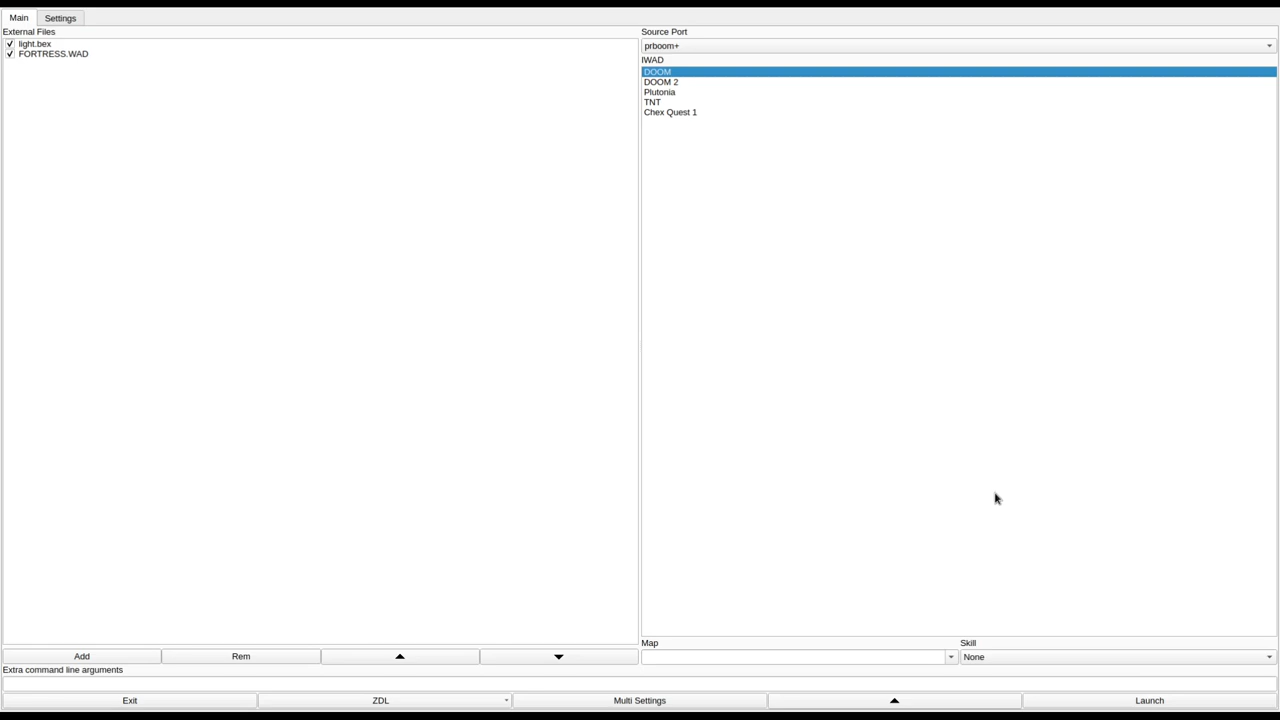 Main
Settings
External Files
light.bex
FORTRESS.WAD
Source Port
prboom+
IWAD
DOOM
DOOM 2
Plutonia
TNT
Chex Quest 1
Map
Skill
None
Add
Rem
Extra command line arguments
Exit
ZDL
Multi Settings
Launch